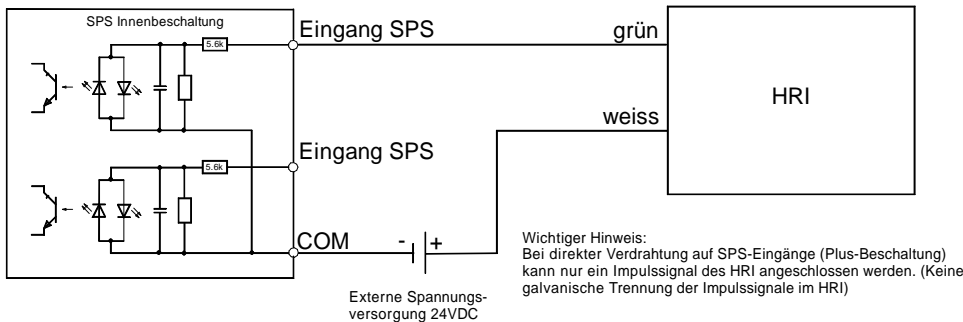 SPS Innenbeschaltung
5.6k
Eingang SPS
grün
HRI
weiss
5.6k
Eingang SPS
COM
- +
Externe Spannungs-
versorgung 24VDC
Wichtiger Hinweis:
Bei direkter Verdrahtung auf SPS-Eingänge (Plus-Beschaltung)
kann nur ein Impulssignal des HRI angeschlossen werden. (Keine
galvanische Trennung der Impulssignale im HRI)